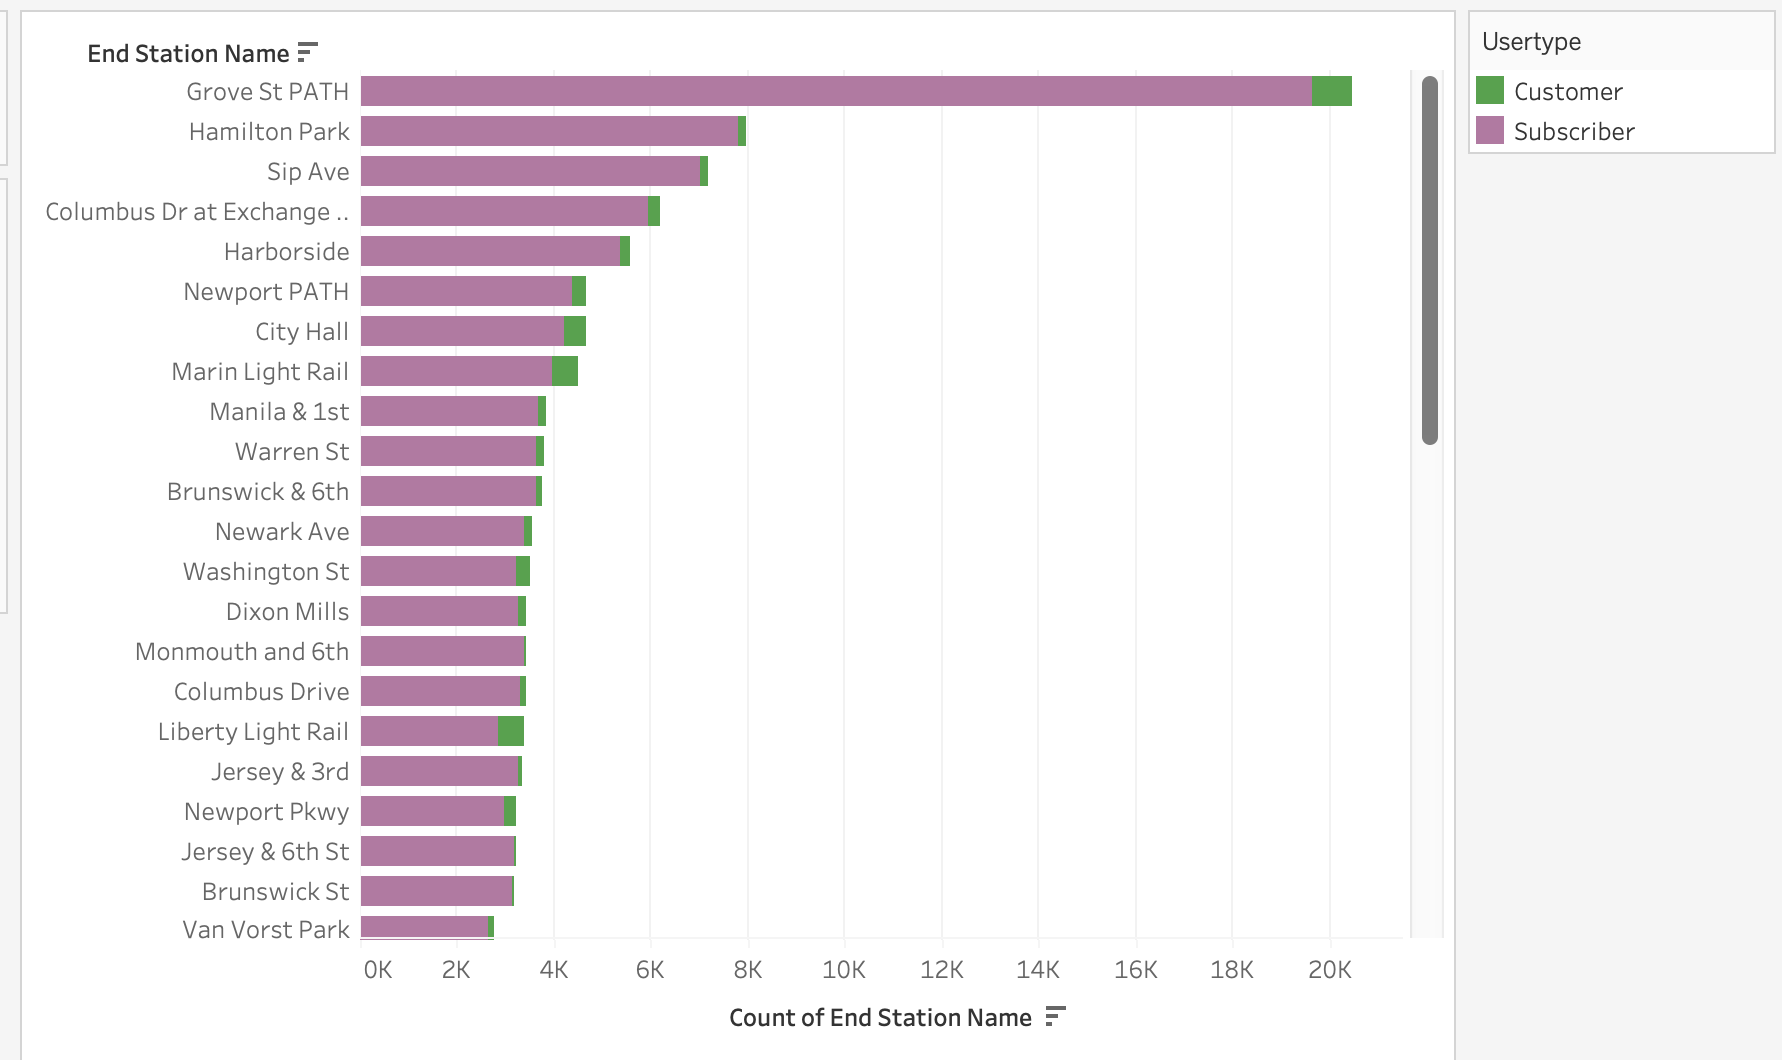 End Station Name
Grove St PATH
Hamilton Park
Sip Ave
Columbus Dr at Exchange ..
Harborside
Newport PATH
City Hall
Marin Light Rail
Manila & 1st
Warren St
Brunswick & 6th
Newark Ave
Washington St
Dixon Mills
Monmouth and 6th
Columbus Drive
Liberty Light Rail
Jersey & 3rd
Newport Pkwy
Jersey & 6th St
Brunswick St
Van Vorst Park
0K 2K 4K 6K 8K 10K 12K 14K 16K 18K 20K
Count of End Station Name
Usertype
Customer
Subscriber